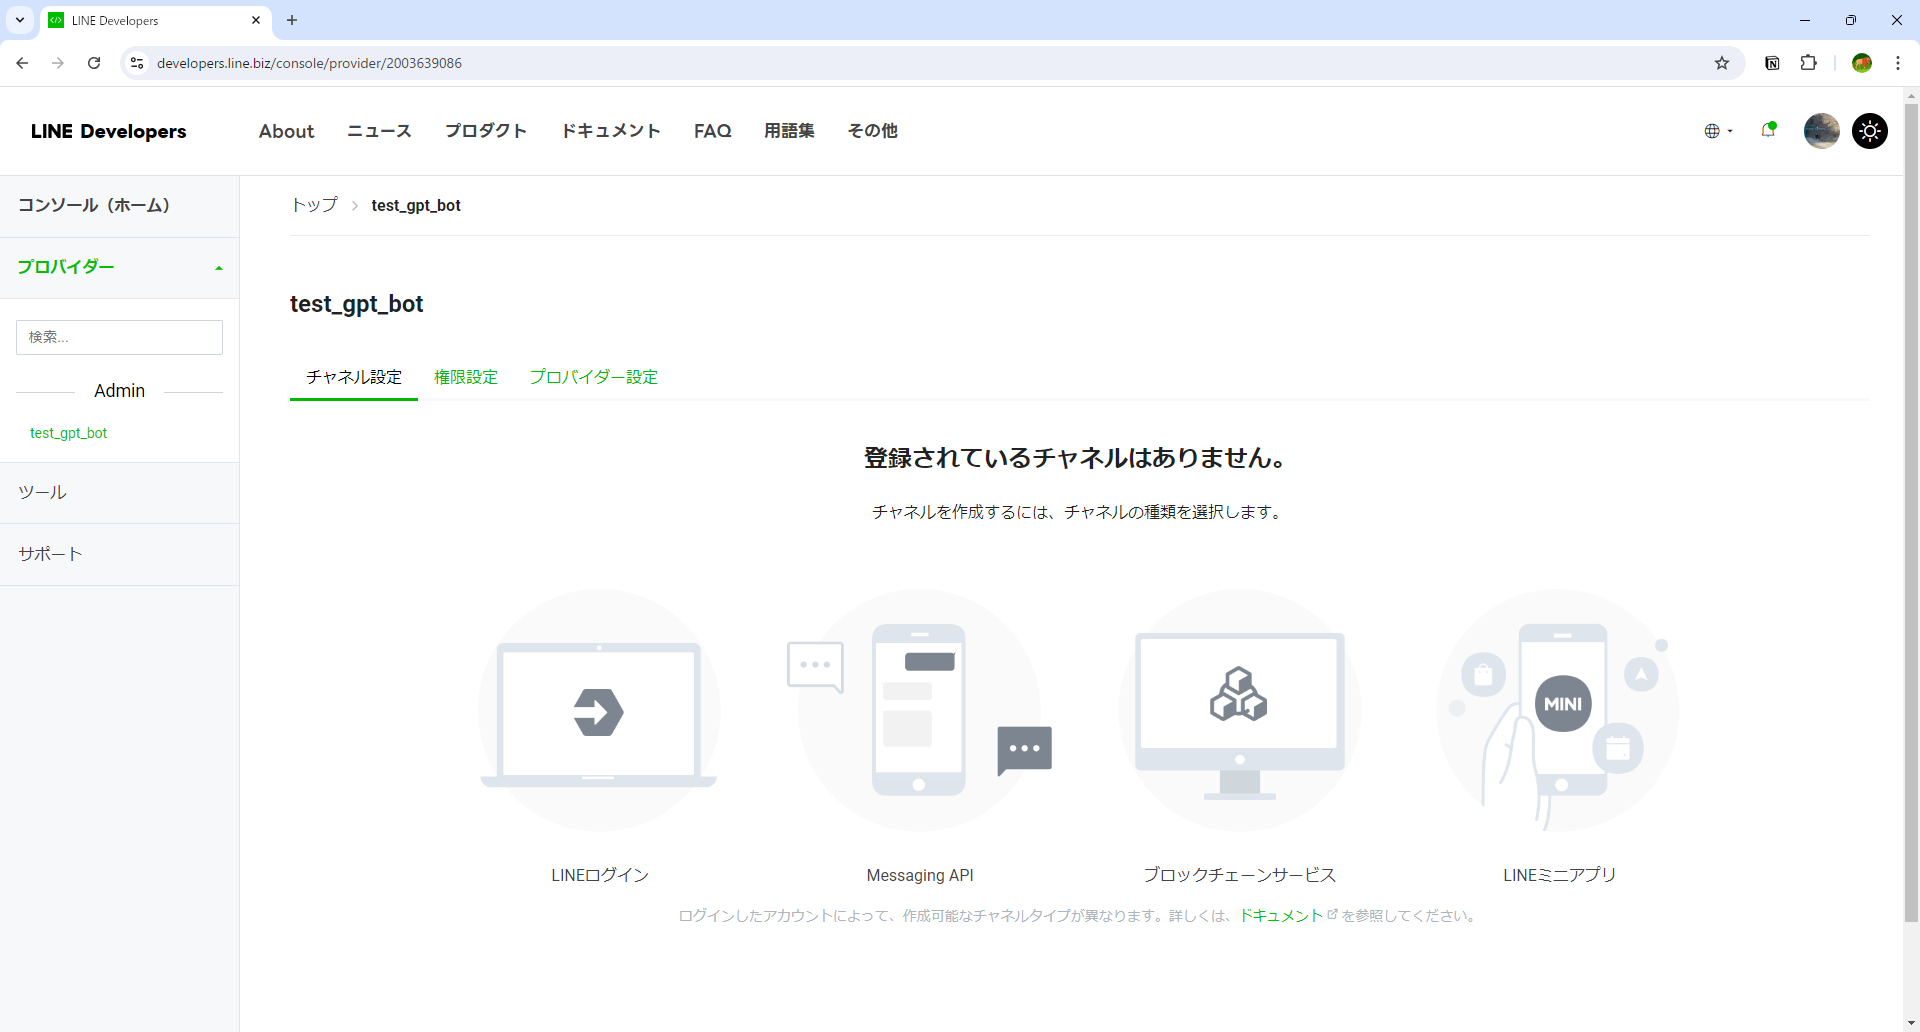 LINE Developers
developers.line.biz/console/provider/2003639086
LINE Developers
About
ニュース
プロダクト
ドキュメント
FAQ
用語集
その他
コンソール（ホーム）
プロバイダー
検索...
Admin
test_gpt_bot
ツール
サポート
トップ
test_gpt_bot
test_gpt_bot
チャネル設定
権限設定
プロバイダー設定
登録されているチャネルはありません。
チャネルを作成するには、チャネルの種類を選択します。
MINI
LINEログイン
Messaging API
ブロックチェーンサービス
LINEミニアプリ
ログインしたアカウントによって、作成可能なチャネルタイプが異なります。詳しくは、ドキュメントを参照してください。